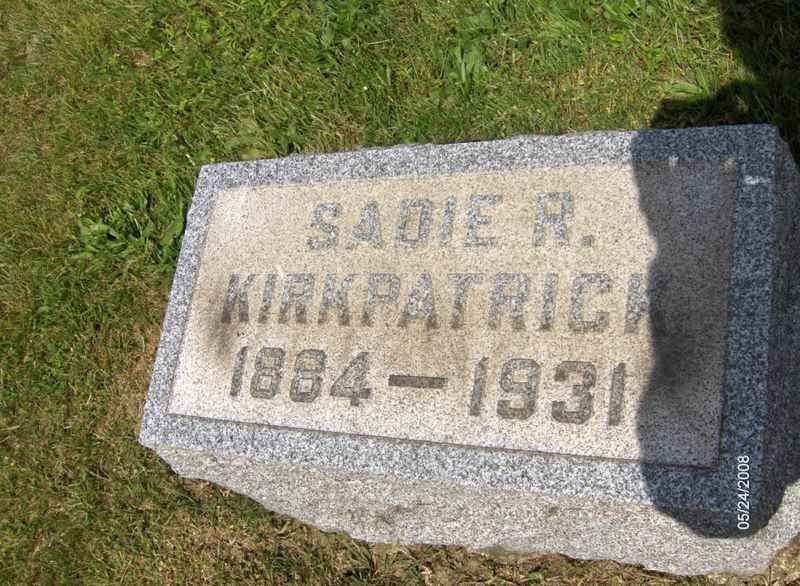 SADIE R.
KIRKPATRICK
1884 — 1931
05/24/2008